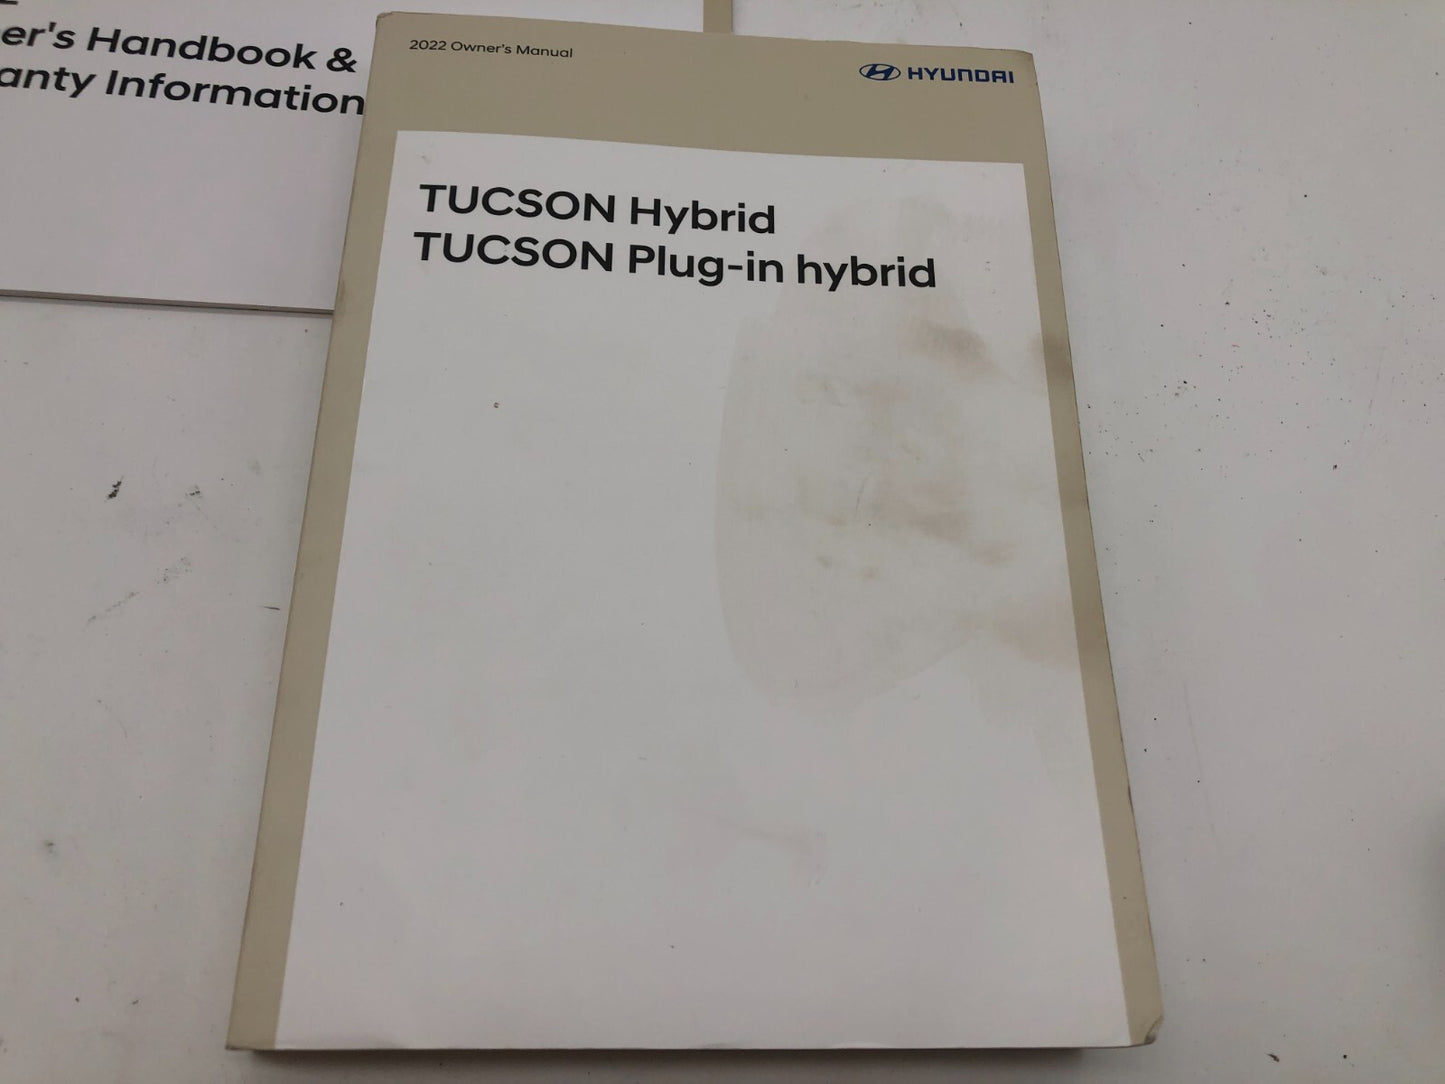 er's Handbook &
anty Information
2022 Owner's Manual
HYUNDAI
TUCSON Hybrid
TUCSON Plug-in hybrid